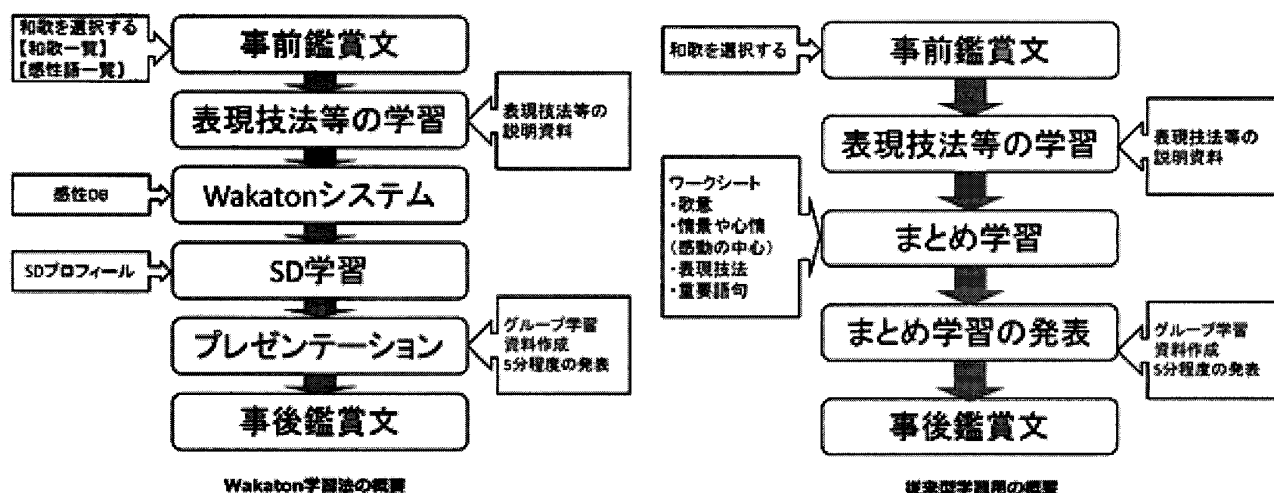 和歌を選択する
【和歌一覧】
【感性語一覧】
事前鑑賞文
表現技法等の学習
表現技法等の
説明資料
感性DB
Wakatonシステム
SDプロフィール
SD学習
プレゼンテーション
グループ学習
資料作成
5分程度の発表
事後鑑賞文
Wakaton学習法の概要
和歌を選択する
事前鑑賞文
表現技法等の学習
表現技法等の
説明資料
ワークシート
・歌意
・情景や心情
(感動の中心)
・表現技法
・重要語句
まとめ学習
まとめ学習の発表
グループ学習
資料作成
5分程度の発表
事後鑑賞文
従来型学習用の概要